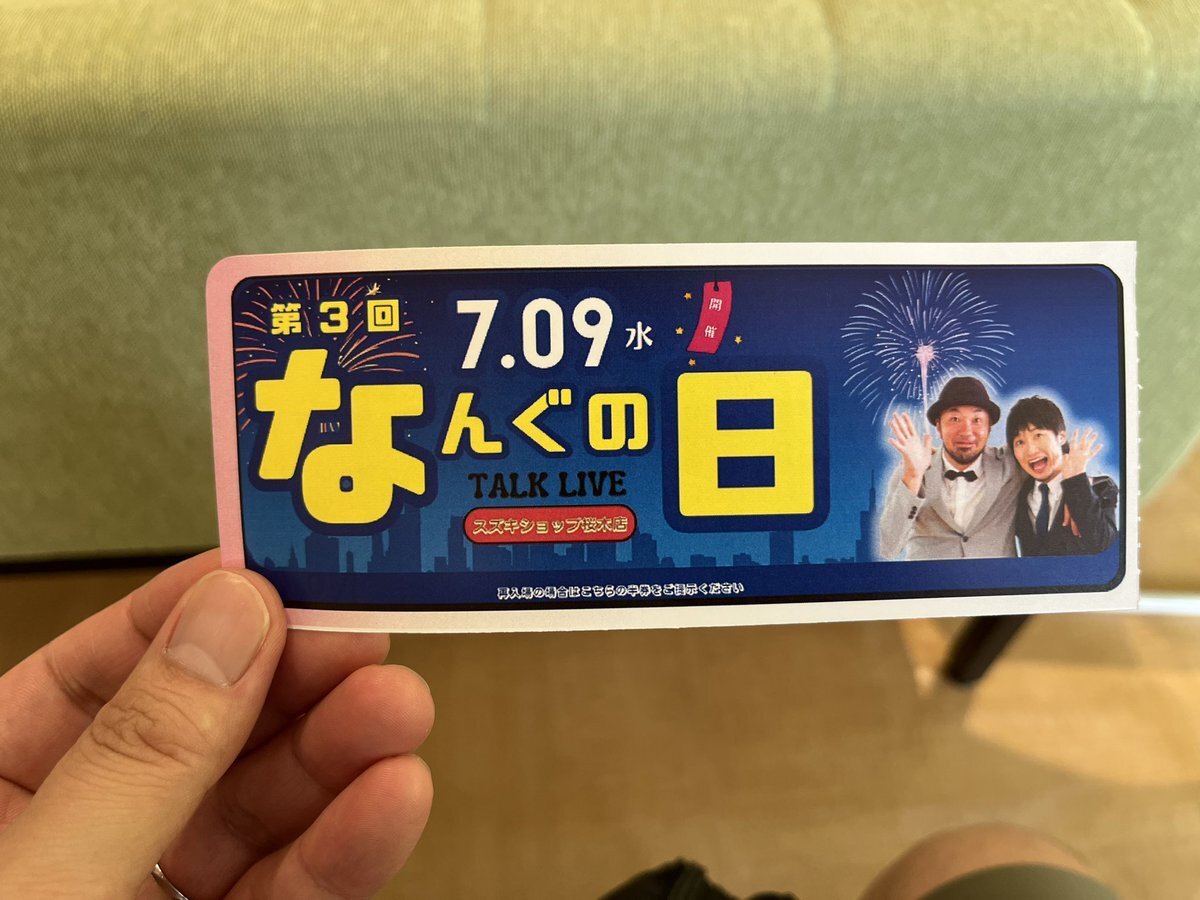 第3回
7.09 水
開催
なんぐの日
TALK LIVE
スズキショップ桜木店
再入場の場合はこちらの半券をご提示ください